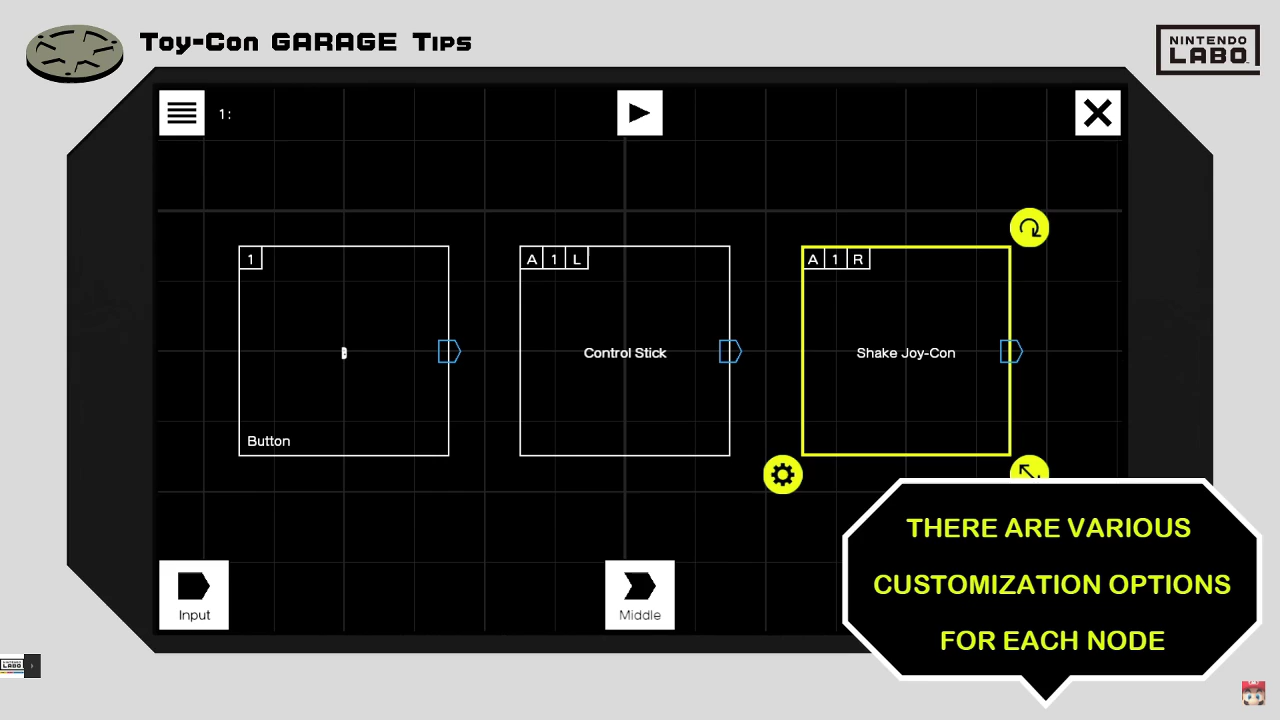 Toy-Con GARAGE Tips
NINTENDO
LABO
1:
1
A 1 L
A 1 R
Control Stick
Shake Joy-Con
Button
Input
Middle
THERE ARE VARIOUS
CUSTOMIZATION OPTIONS
FOR EACH NODE
LABO